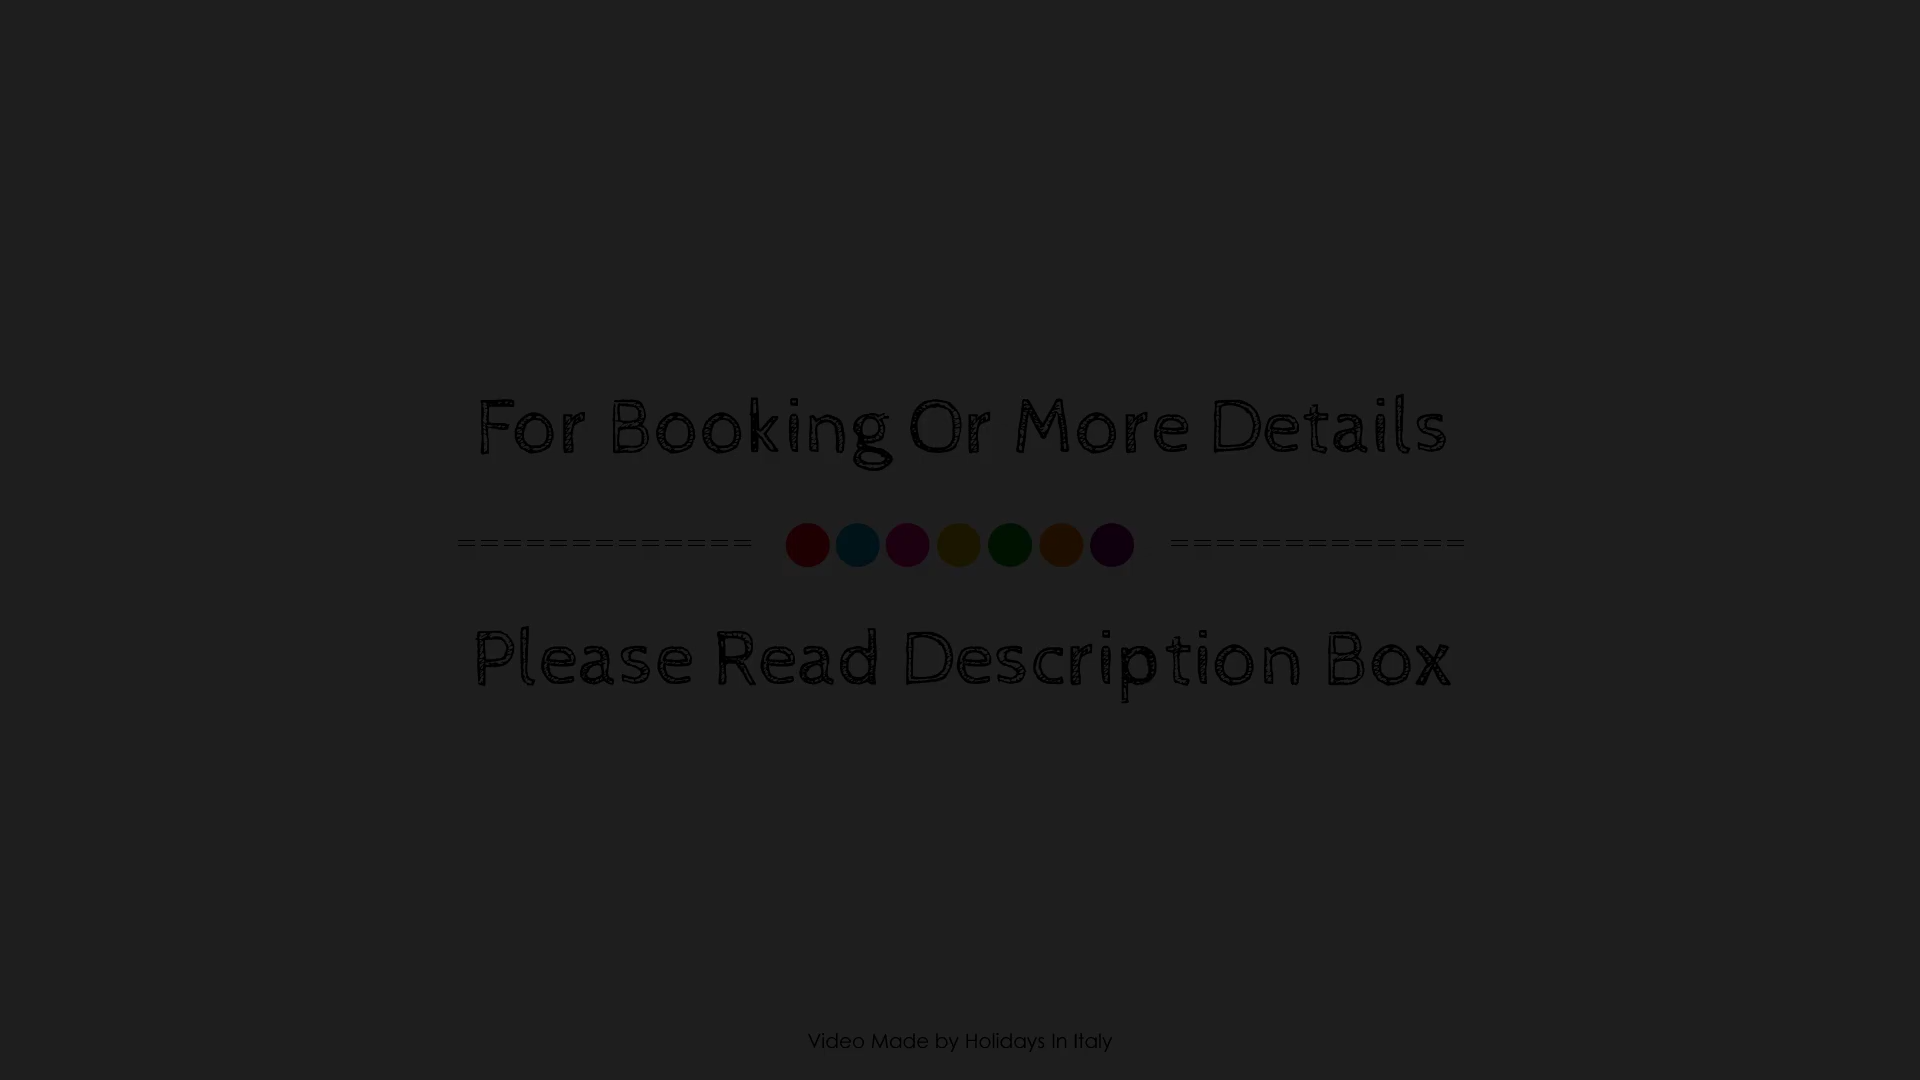 For Booking Or More Details
============= =============
Please Read Description Box
Video Made by Holidays In Italy